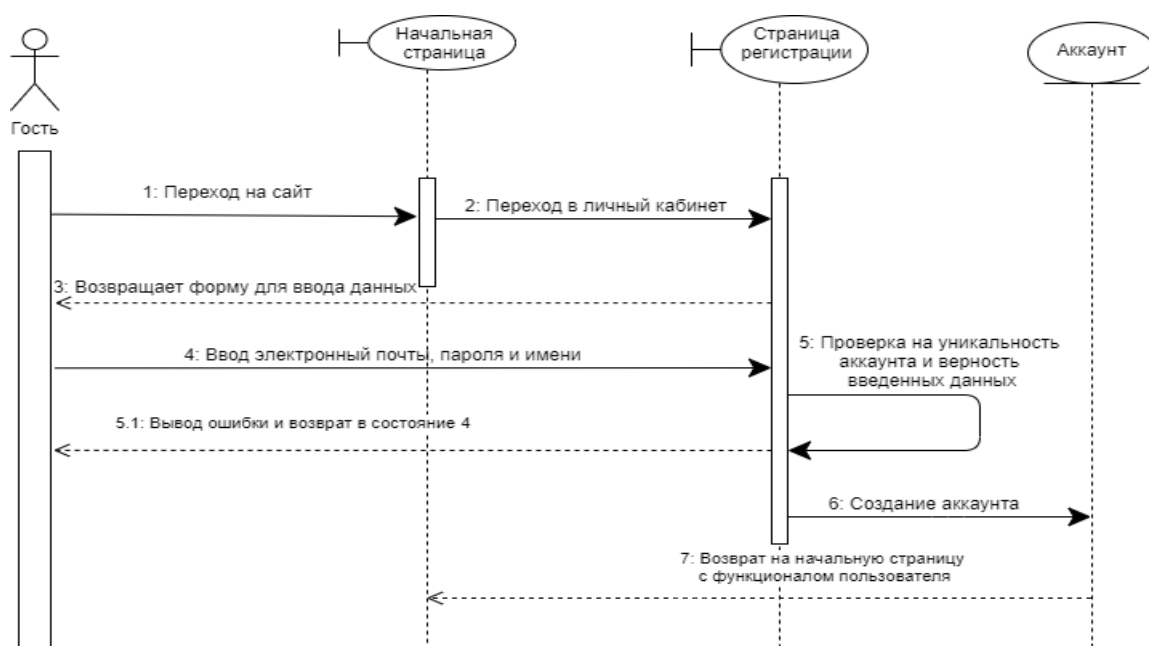 Начальная
страница
Страница
регистрации
Аккаунт
Гость
1: Переход на сайт
2: Переход в личный кабинет
3: Возвращает форму для ввода данных
4: Ввод электронный почты, пароля и имени
5: Проверка на уникальность
аккаунта и верность
введенных данных
5.1: Вывод ошибки и возврат в состояние 4
6: Создание аккаунта
7: Возврат на начальную страницу
с функционалом пользователя